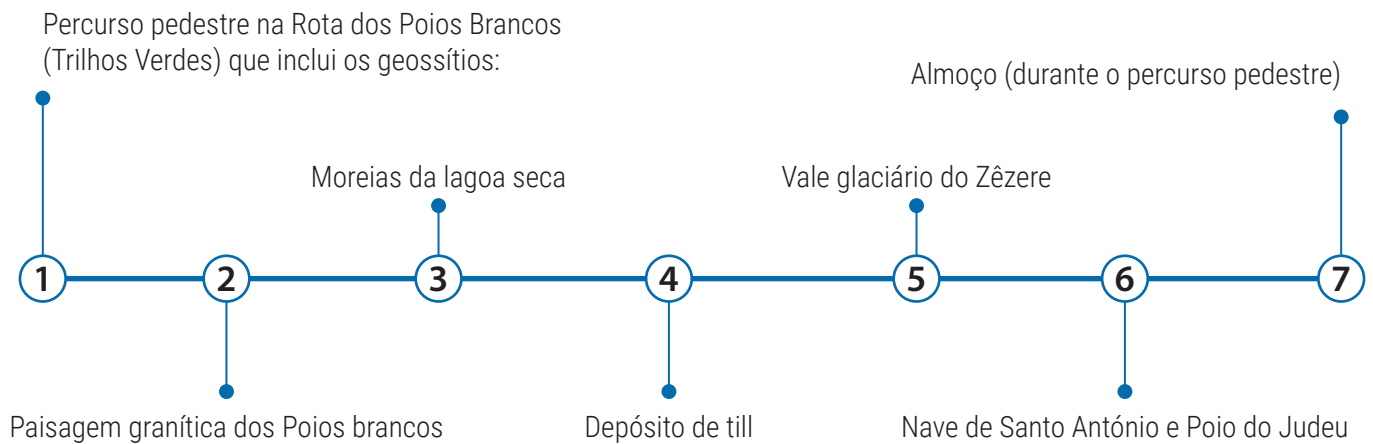 Percurso pedestre na Rota dos Poios Brancos
(Trilhos Verdes) que inclui os geossítios:
Almoço (durante o percurso pedestre)
Moreias da lagoa seca
Vale glaciário do Zêzere
1 2 3 4 5 6 7
Paisagem granítica dos Poios brancos
Depósito de till
Nave de Santo António e Poio do Judeu